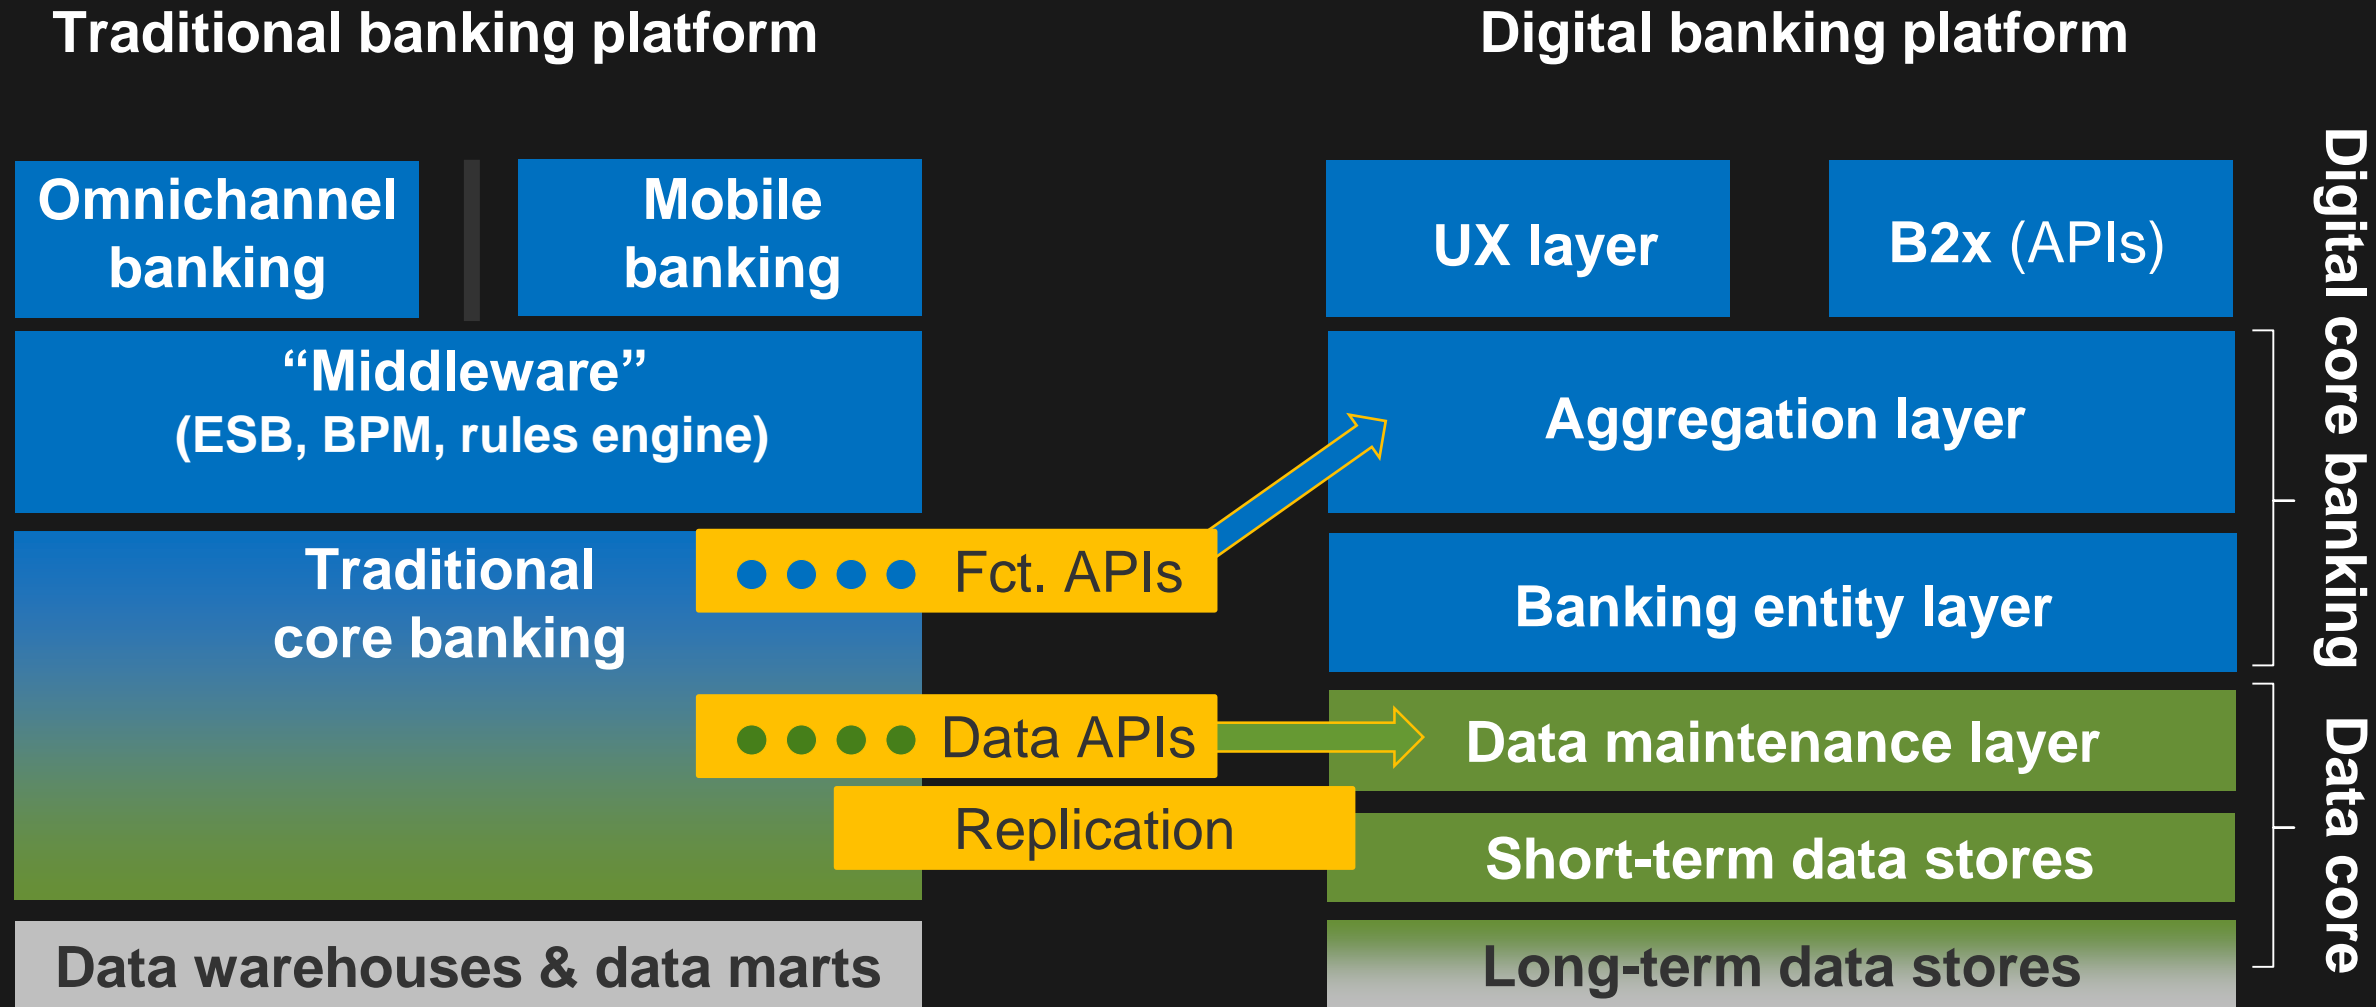 Traditional banking platform
Digital banking platform
Omnichannel
banking
Mobile
banking
“Middleware”
(ESB, BPM, rules engine)
Traditional
core banking
Fct. APIs
Data APIs
Replication
Data warehouses & data marts
UX layer
B2x (APIs)
Aggregation layer
Banking entity layer
Data maintenance layer
Short-term data stores
Long-term data stores
Digital core banking
Data core